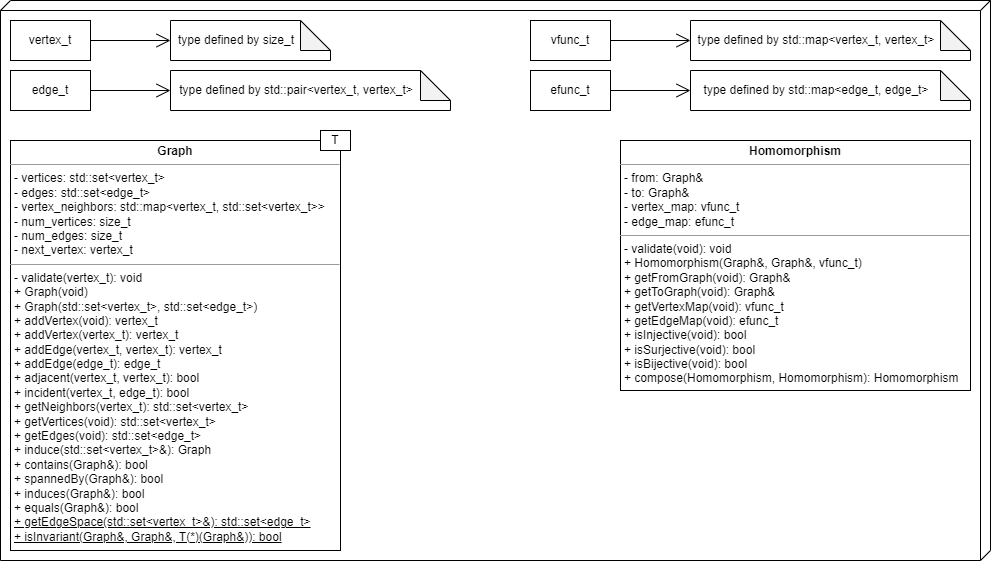 vertex_t
type defined by size_t
vfunc_t
type defined by std::map<vertex_t, vertex_t>
edge_t
type defined by std::pair<vertex_t, vertex_t>
efunc_t
type defined by std::map<edge_t, edge_t>
T
Graph
- vertices: std::set<vertex_t>
- edges: std::set<edge_t>
- vertex_neighbors: std::map<vertex_t, std::set<vertex_t>>
- num_vertices: size_t
- num_edges: size_t
- next_vertex: vertex_t
- validate(vertex_t): void
+ Graph(void)
+ Graph(std::set<vertex_t>, std::set<edge_t>)
+ addVertex(void): vertex_t
+ addVertex(vertex_t): vertex_t
+ addEdge(vertex_t, vertex_t): vertex_t
+ addEdge(edge_t): edge_t
+ adjacent(vertex_t, vertex_t): bool
+ incident(vertex_t, edge_t): bool
+ getNeighbors(vertex_t): std::set<vertex_t>
+ getVertices(void): std::set<vertex_t>
+ getEdges(void): std::set<edge_t>
+ induce(std::set<vertex_t>&): Graph
+ contains(Graph&): bool
+ spannedBy(Graph&): bool
+ induces(Graph&): bool
+ equals(Graph&): bool
+ getEdgeSpace(std::set<vertex_t>&): std::set<edge_t>
+ isInvariant(Graph&, Graph&, T(*)(Graph&)): bool
Homomorphism
- from: Graph&
- to: Graph&
- vertex_map: vfunc_t
- edge_map: efunc_t
- validate(void): void
+ Homomorphism(Graph&, Graph&, vfunc_t)
+ getFromGraph(void): Graph&
+ getToGraph(void): Graph&
+ getVertexMap(void): vfunc_t
+ getEdgeMap(void): efunc_t
+ isInjective(void): bool
+ isSurjective(void): bool
+ isBijective(void): bool
+ compose(Homomorphism, Homomorphism): Homomorphism